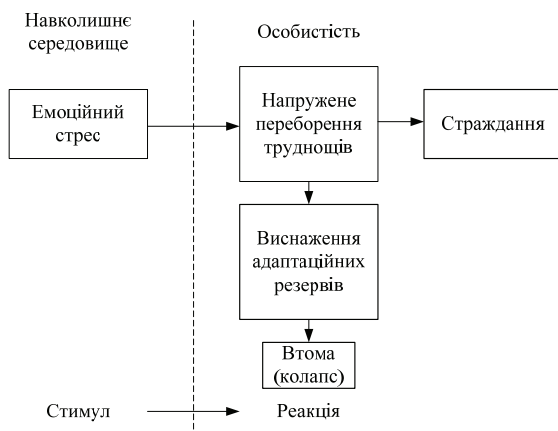 Навколишнє
середовище
Особистість
Емоційний
стрес
Напружене
переборення
труднощів
Страждання
Виснаження
адаптаційних
резервів
Втома
(колапс)
Стимул
Реакція